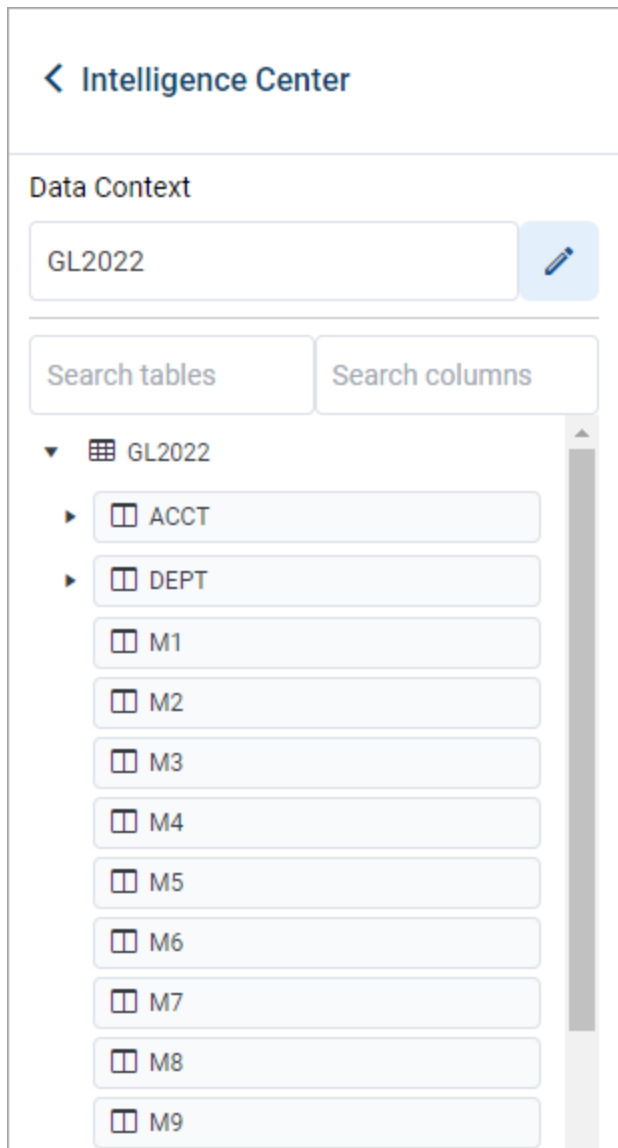 Intelligence Center
Data Context
GL2022
Search tables Search columns
GL2022
ACCT
DEPT
M1
M2
M3
M4
M5
M6
M7
M8
M9